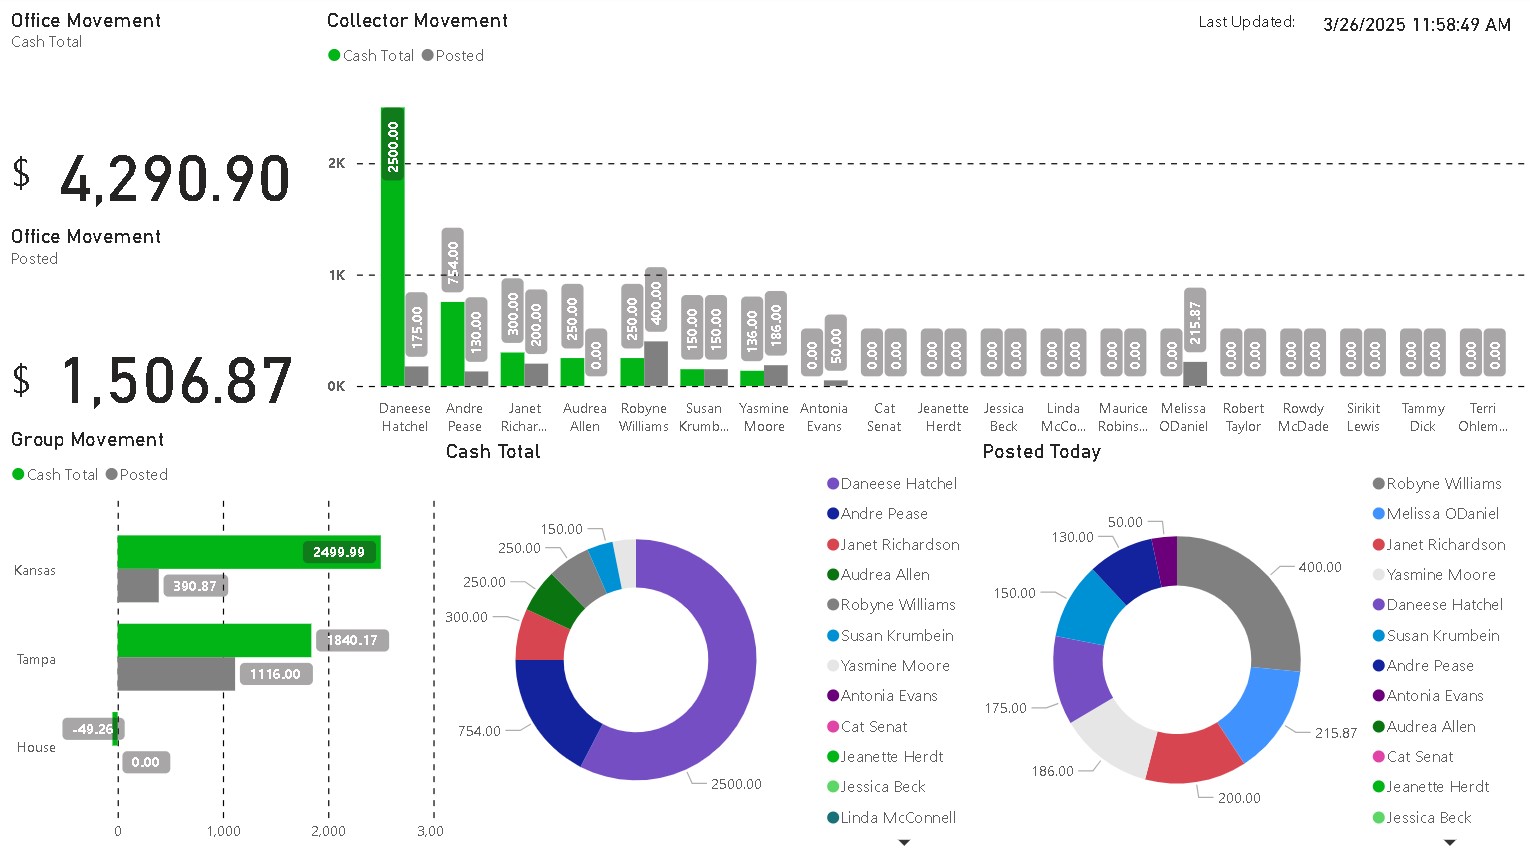 Office Movement
Cash Total
$ 4,290.90
Office Movement
Posted
$ 1,506.87
Collector Movement
Cash Total Posted
Last Updated: 3/26/2025 11:58:49 AM
2K
1K
0K
2500.00 175.00 754.00 130.00 300.00 200.00 250.00 0.00 250.00 400.00 150.00 150.00 136.00 186.00 0.00 50.00 0.00 0.00 0.00 0.00 0.00 0.00 0.00 0.00 0.00 0.00 0.00 215.87 0.00 0.00 0.00 0.00 0.00 0.00 0.00 0.00 0.00 0.00
Daneese Hatchel
Andre Pease
Janet Richar...
Audrea Allen
Robyne Williams
Susan Krumb...
Yasmine Moore
Antonia Evans
Cat Senat
Jeanette Herdt
Jessica Beck
Linda McCo...
Maurice Robins...
Melissa ODaniel
Robert Taylor
Rowdy McDade
Sirikit Lewis
Tammy Dick
Terri Ohlem...
Group Movement
Cash Total Posted
Kansas
2499.99
390.87
Tampa
1840.17
1116.00
House
-49.26
0.00
0 1,000 2,000 3,00
Cash Total
150.00
250.00
250.00
300.00
754.00
2500.00
Daneese Hatchel
Andre Pease
Janet Richardson
Audrea Allen
Robyne Williams
Susan Krumbein
Yasmine Moore
Antonia Evans
Cat Senat
Jeanette Herdt
Jessica Beck
Linda McConnell
Posted Today
50.00
130.00
150.00
175.00
186.00
200.00
215.87
400.00
Robyne Williams
Melissa ODaniel
Janet Richardson
Yasmine Moore
Daneese Hatchel
Susan Krumbein
Andre Pease
Antonia Evans
Audrea Allen
Cat Senat
Jeanette Herdt
Jessica Beck